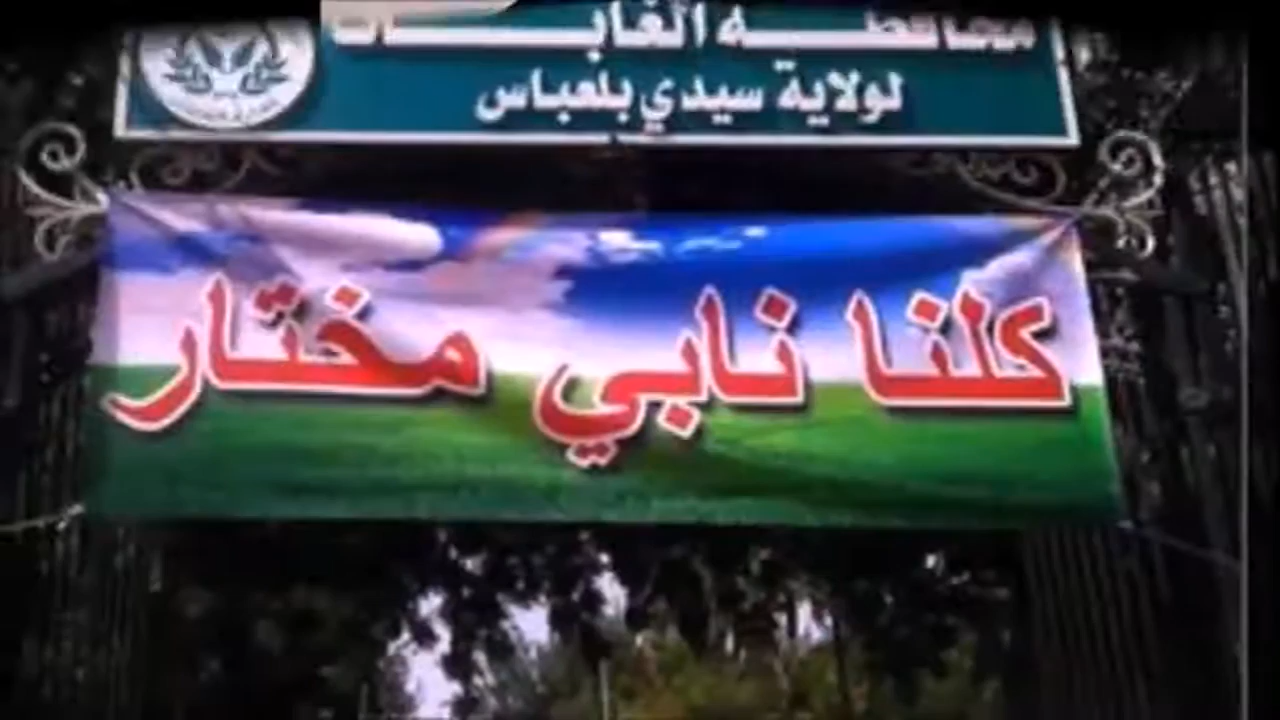 محافظة الغابات
لولاية سيدي بلعباس
كلنا نابي مختار